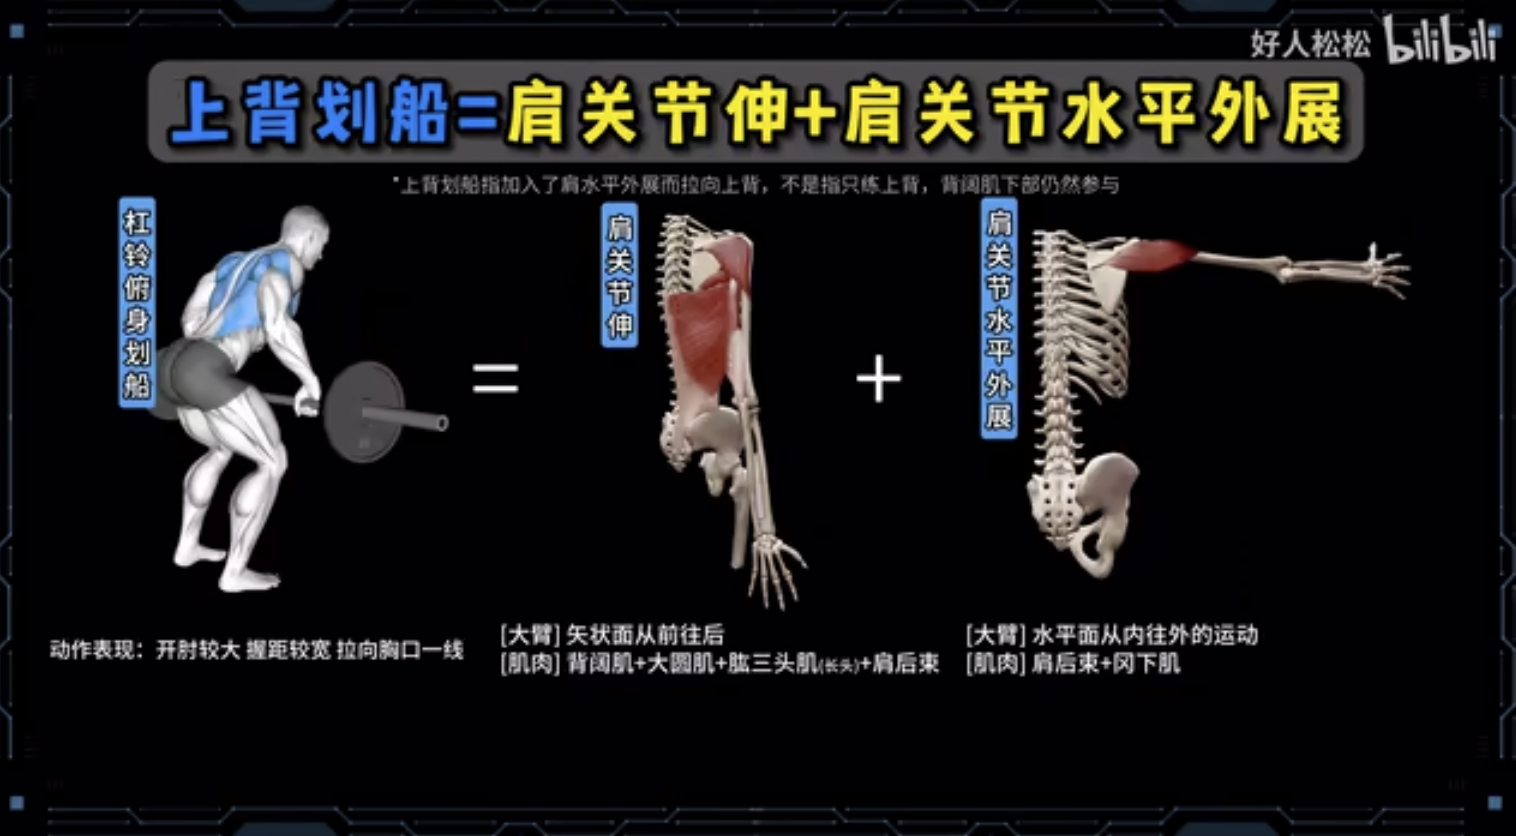 好人松松 bilibili
上背划船=肩关节伸+肩关节水平外展
*上背划船指加入了肩水平外展而拉向上背，不是指只练上背，背阔肌下部仍然参与
杠铃俯身划船
=
肩关节伸
+
肩关节水平外展
动作表现：开肘较大 握距较宽 拉向胸口一线
[大臂] 矢状面从前往后
[肌肉] 背阔肌+大圆肌+肱三头肌(长头)+肩后束
[大臂] 水平面从内往外的运动
[肌肉] 肩后束+冈下肌